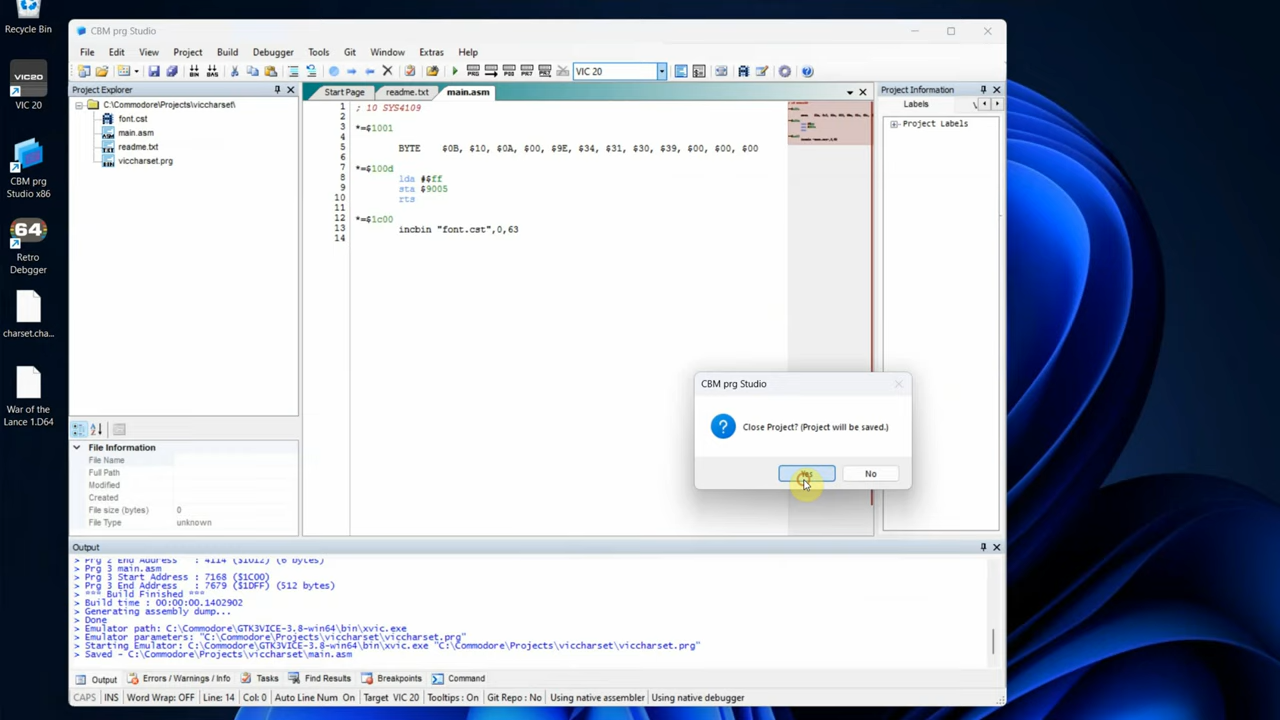 Recycle Bin
VIC20
VIC 20
CBM prg
Studio x86
64
Retro
Debgger
charset.cha...
War of the
Lance 1.D64
CBM prg Studio
File Edit View Project Build Debugger Tools Git Window Extras Help
VIC 20
Project Explorer
C:\Commodore\Projects\viccharset\
font.cst
main.asm
readme.txt
viccharset.prg
File Information
File Name
Full Path
Modified
Created
File size (bytes) 0
File Type unknown
Start Page readme.txt main.asm
1 ; 10 SYS4109
2
3 *=$1001
4
5 BYTE $0B, $10, $0A, $00, $9E, $34, $31, $30, $39, $00, $00, $00
6
7 *=$100d
8 lda #$ff
9 sta $9005
10 rts
11
12 *=$1c00
13 incbin "font.cst",0,63
14
Project Information
Labels
Project Labels
CBM prg Studio
Close Project? (Project will be saved.)
Yes No
Output
> Prg 2 End Address : 4114 ($1012) (6 bytes)
> Prg 3 main.asm
> Prg 3 Start Address : 7168 ($1C00)
> Prg 3 End Address : 7679 ($1DFF) (512 bytes)
> *** Build Finished ***
> Build time : 00:00:00.1402902
> Generating assembly dump...
> Done
> Emulator path: C:\Commodore\GTK3VICE-3.8-win64\bin\xvic.exe
> Emulator parameters: "C:\Commodore\Projects\viccharset\viccharset.prg"
> Starting Emulator: C:\Commodore\GTK3VICE-3.8-win64\bin\xvic.exe "C:\Commodore\Projects\viccharset\viccharset.prg"
> Saved - C:\Commodore\Projects\viccharset\main.asm
Output Errors / Warnings / Info Tasks Find Results Breakpoints Command
CAPS INS Word Wrap: OFF Line: 14 Col: 0 Auto Line Num On Target VIC 20 Tooltips : On Git Repo : No Using native assembler Using native debugger